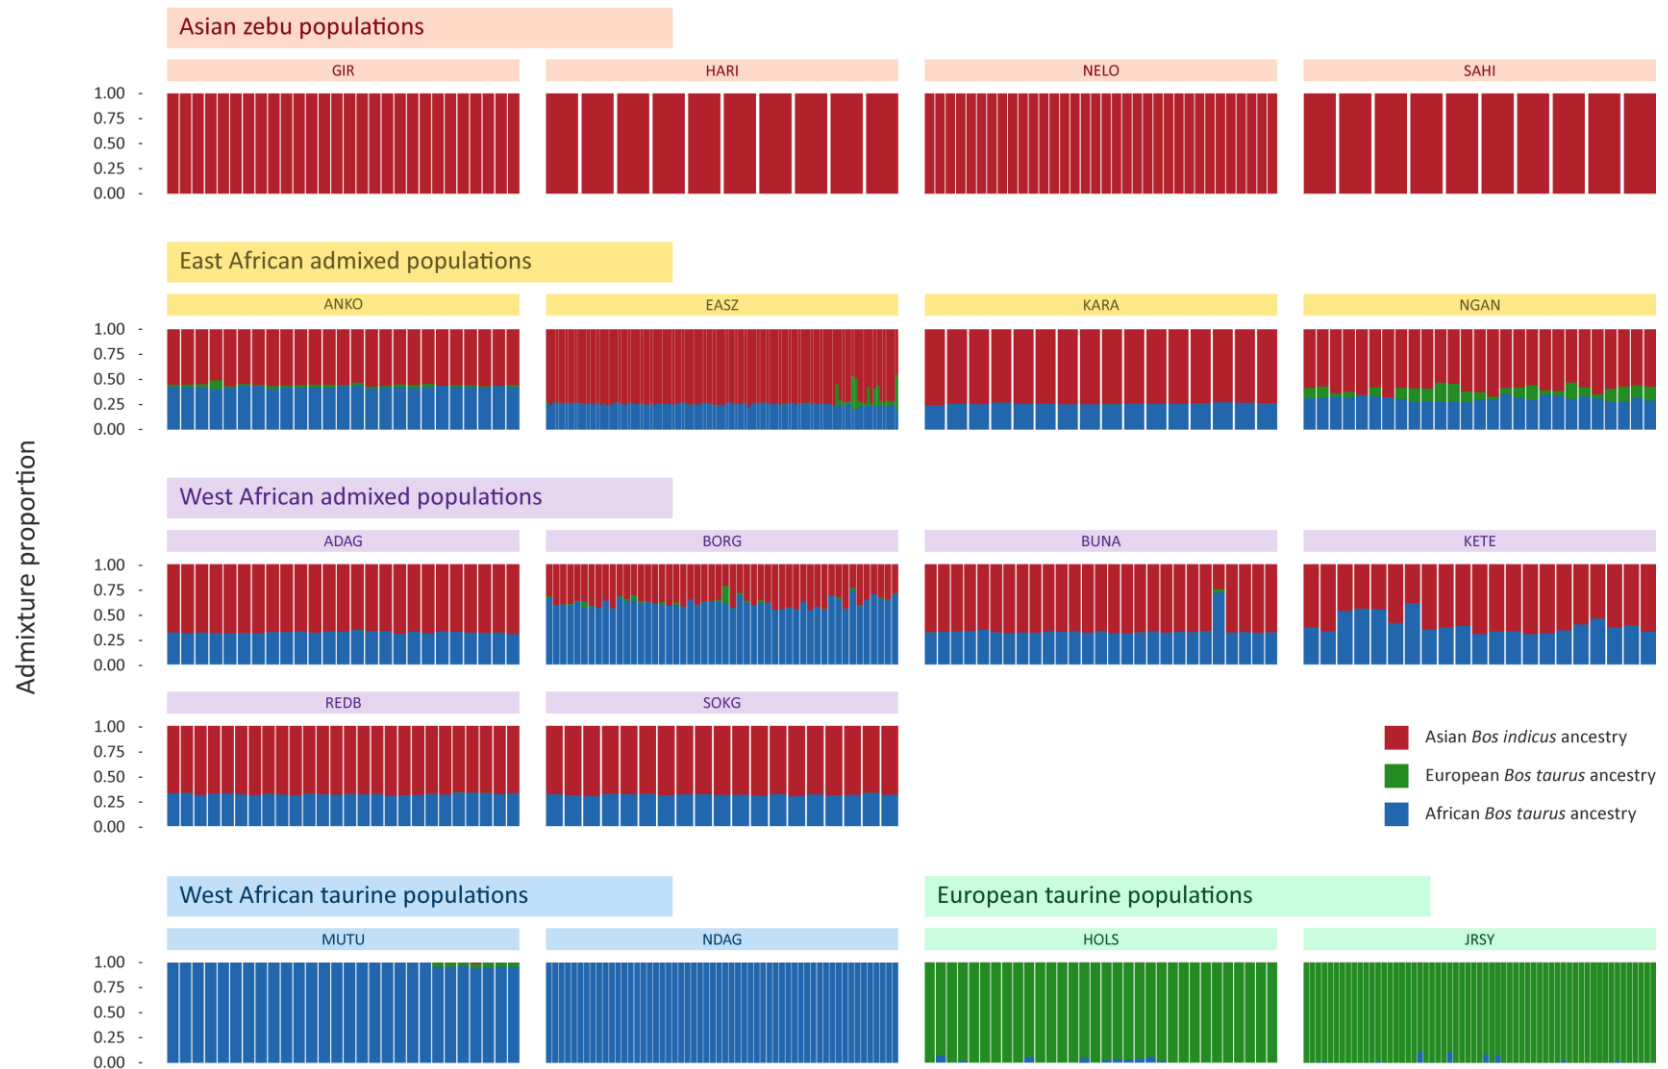 Asian zebu populations
GIR
HARI
NELO
SAHI
1.00 -
0.75 -
0.50 -
0.25 -
0.00 -
East African admixed populations
ANKO
EASZ
KARA
NGAN
1.00 -
0.75 -
0.50 -
0.25 -
0.00 -
Admixture proportion
West African admixed populations
ADAG
BORG
BUNA
KETE
1.00 -
0.75 -
0.50 -
0.25 -
0.00 -
REDB
SOKG
1.00 -
0.75 -
0.50 -
0.25 -
0.00 -
Asian Bos indicus ancestry
European Bos taurus ancestry
African Bos taurus ancestry
West African taurine populations
European taurine populations
MUTU
NDAG
HOLS
JRSY
1.00 -
0.75 -
0.50 -
0.25 -
0.00 -